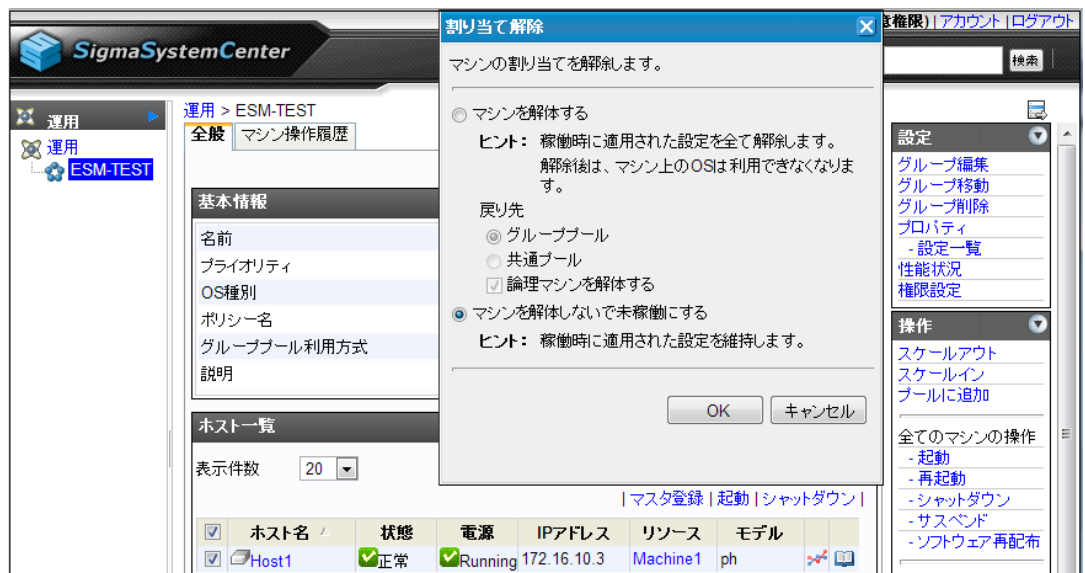 意権限) | アカウント | ログアウト
SigmaSystemCenter
検索
運用
運用
ESM-TEST
運用 > ESM-TEST
全般 マシン操作履歴
基本情報
名前
プライオリティ
OS種別
ポリシー名
グループプール利用方式
説明
ホスト一覧
表示件数 20
| マスタ登録 | 起動 | シャットダウン |
ホスト名 状態 電源 IPアドレス リソース モデル
Host1 正常 Running 172.16.10.3 Machine1 ph
割り当て解除
マシンの割り当てを解除します。
マシンを解体する
ヒント: 稼働時に適用された設定を全て解除します。
解除後は、マシン上のOSは利用できなくなりま
す。
戻り先
グループプール
共通プール
論理マシンを解体する
マシンを解体しないで未稼働にする
ヒント: 稼働時に適用された設定を維持します。
OK キャンセル
設定
グループ編集
グループ移動
グループ削除
プロパティ
- 設定一覧
性能状況
権限設定
操作
スケールアウト
スケールイン
プールに追加
全てのマシンの操作
- 起動
- 再起動
- シャットダウン
- サスペンド
- ソフトウェア再配布